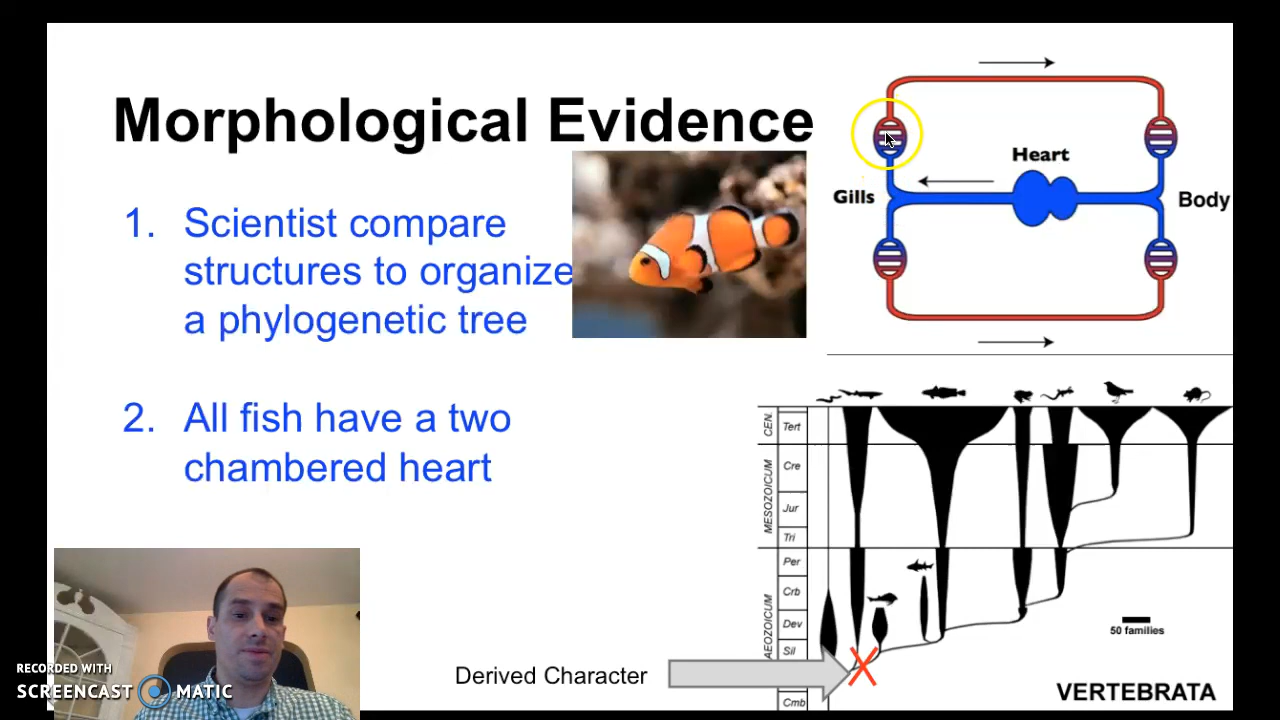 Morphological Evidence
1. Scientist compare
structures to organize
a phylogenetic tree
2. All fish have a two
chambered heart
Heart
Gills
Body
CEN.
Tert
MESOZOICUM
Cre
Jur
Tri
AEOZOICUM
Per
Crb
Dev
Sil
Cmb
50 families
VERTEBRATA
Derived Character
RECORDED WITH
SCREENCAST MATIC